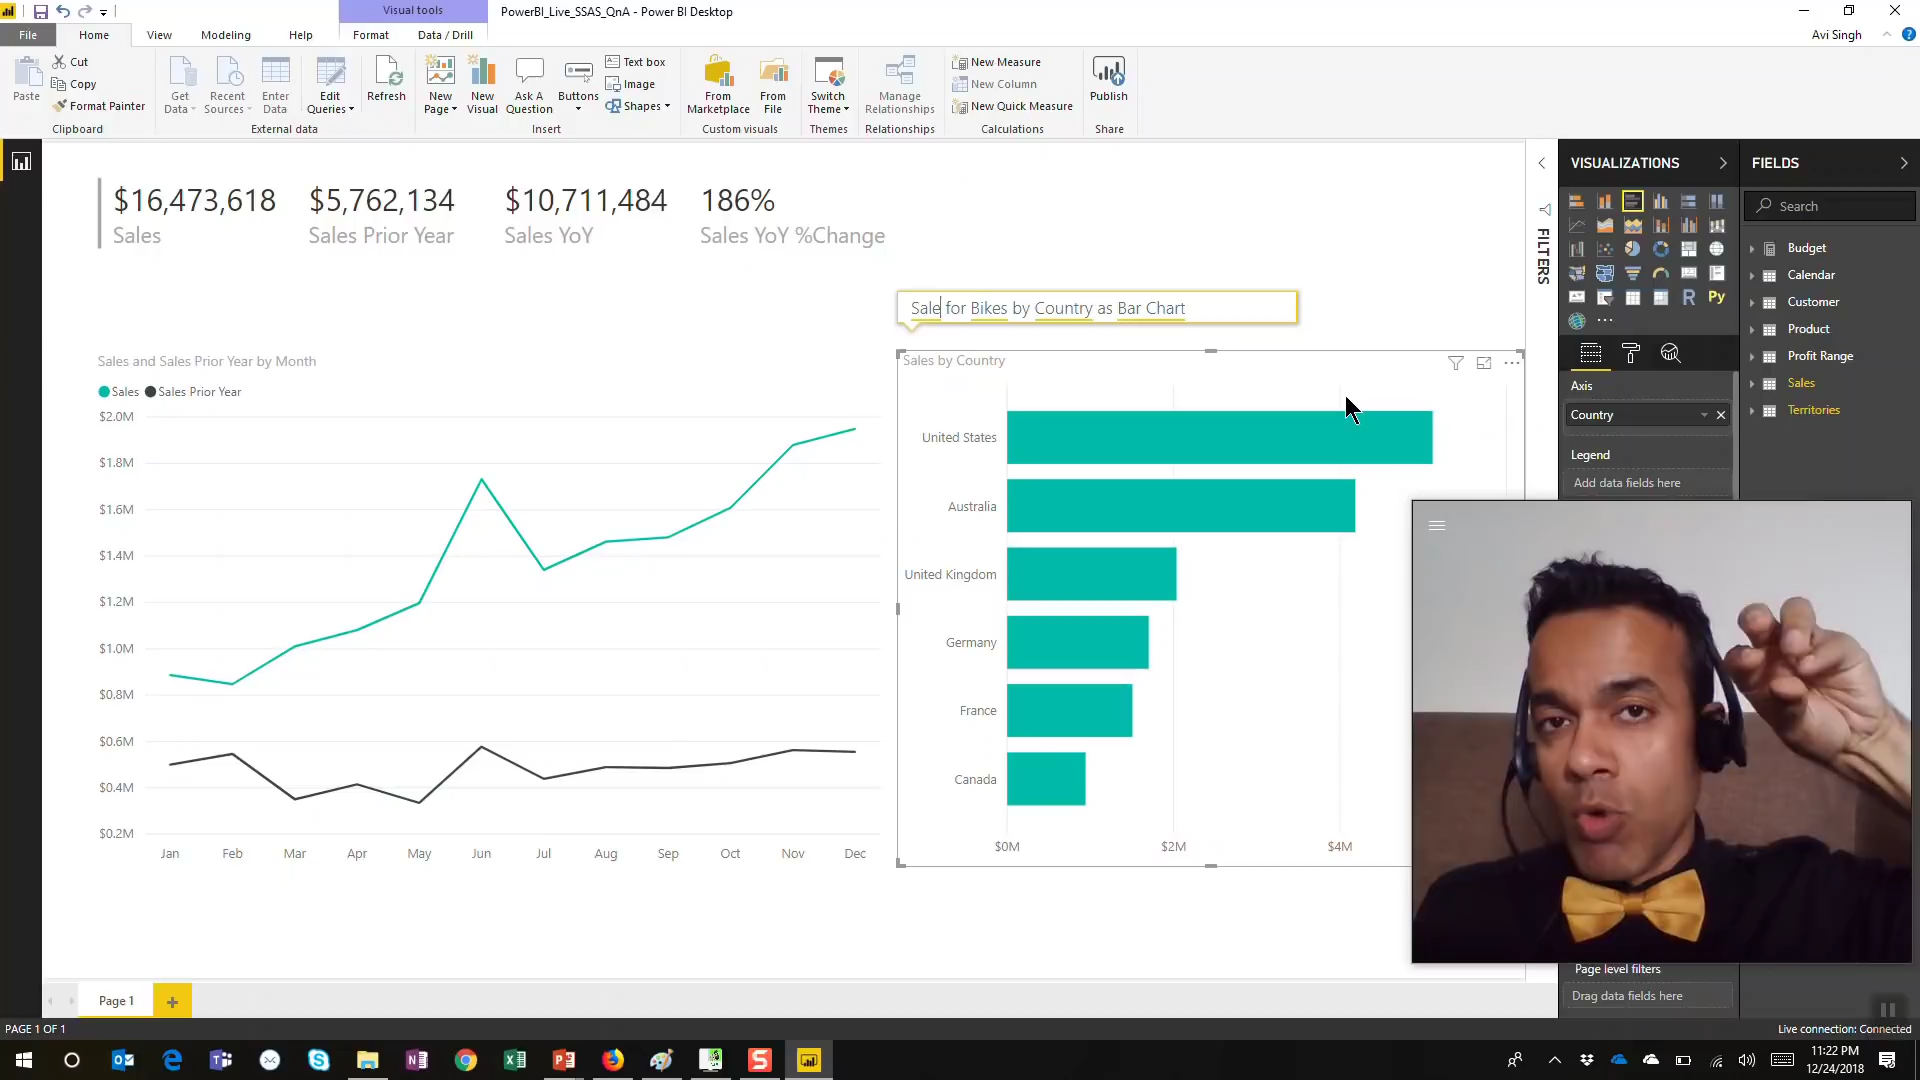 Visual tools
PowerBI_Live_SSAS_QnA - Power BI Desktop
File Home View Modeling Help Format Data / Drill
Avi Singh
Paste
Cut
Copy
Format Painter
Clipboard
Get Data
Recent Sources
Enter Data
Edit Queries
Refresh
External data
New Page
New Visual
Ask A Question
Buttons
Text box
Image
Shapes
Insert
From Marketplace
From File
Custom visuals
Switch Theme
Themes
Manage Relationships
Relationships
New Measure
New Column
New Quick Measure
Calculations
Publish
Share
$16,473,618 $5,762,134 $10,711,484 186%
Sales Sales Prior Year Sales YoY Sales YoY %Change
Sale for Bikes by Country as Bar Chart
Sales and Sales Prior Year by Month
Sales Sales Prior Year
$2.0M
$1.8M
$1.6M
$1.4M
$1.2M
$1.0M
$0.8M
$0.6M
$0.4M
$0.2M
Jan Feb Mar Apr May Jun Jul Aug Sep Oct Nov Dec
Sales by Country
United States
Australia
United Kingdom
Germany
France
Canada
$0M $2M $4M
FILTERS
VISUALIZATIONS
R Py
Axis
Country
Legend
Add data fields here
Page level filters
Drag data fields here
FIELDS
Search
Budget
Calendar
Customer
Product
Profit Range
Sales
Territories
Page 1
PAGE 1 OF 1
Live connection: Connected
11:22 PM
12/24/2018